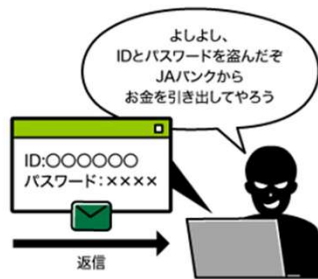 よしよし、
IDとパスワードを盗んだぞ
JAバンクから
お金を引き出してやろう
ID:〇〇〇〇〇〇
パスワード：××××
返信